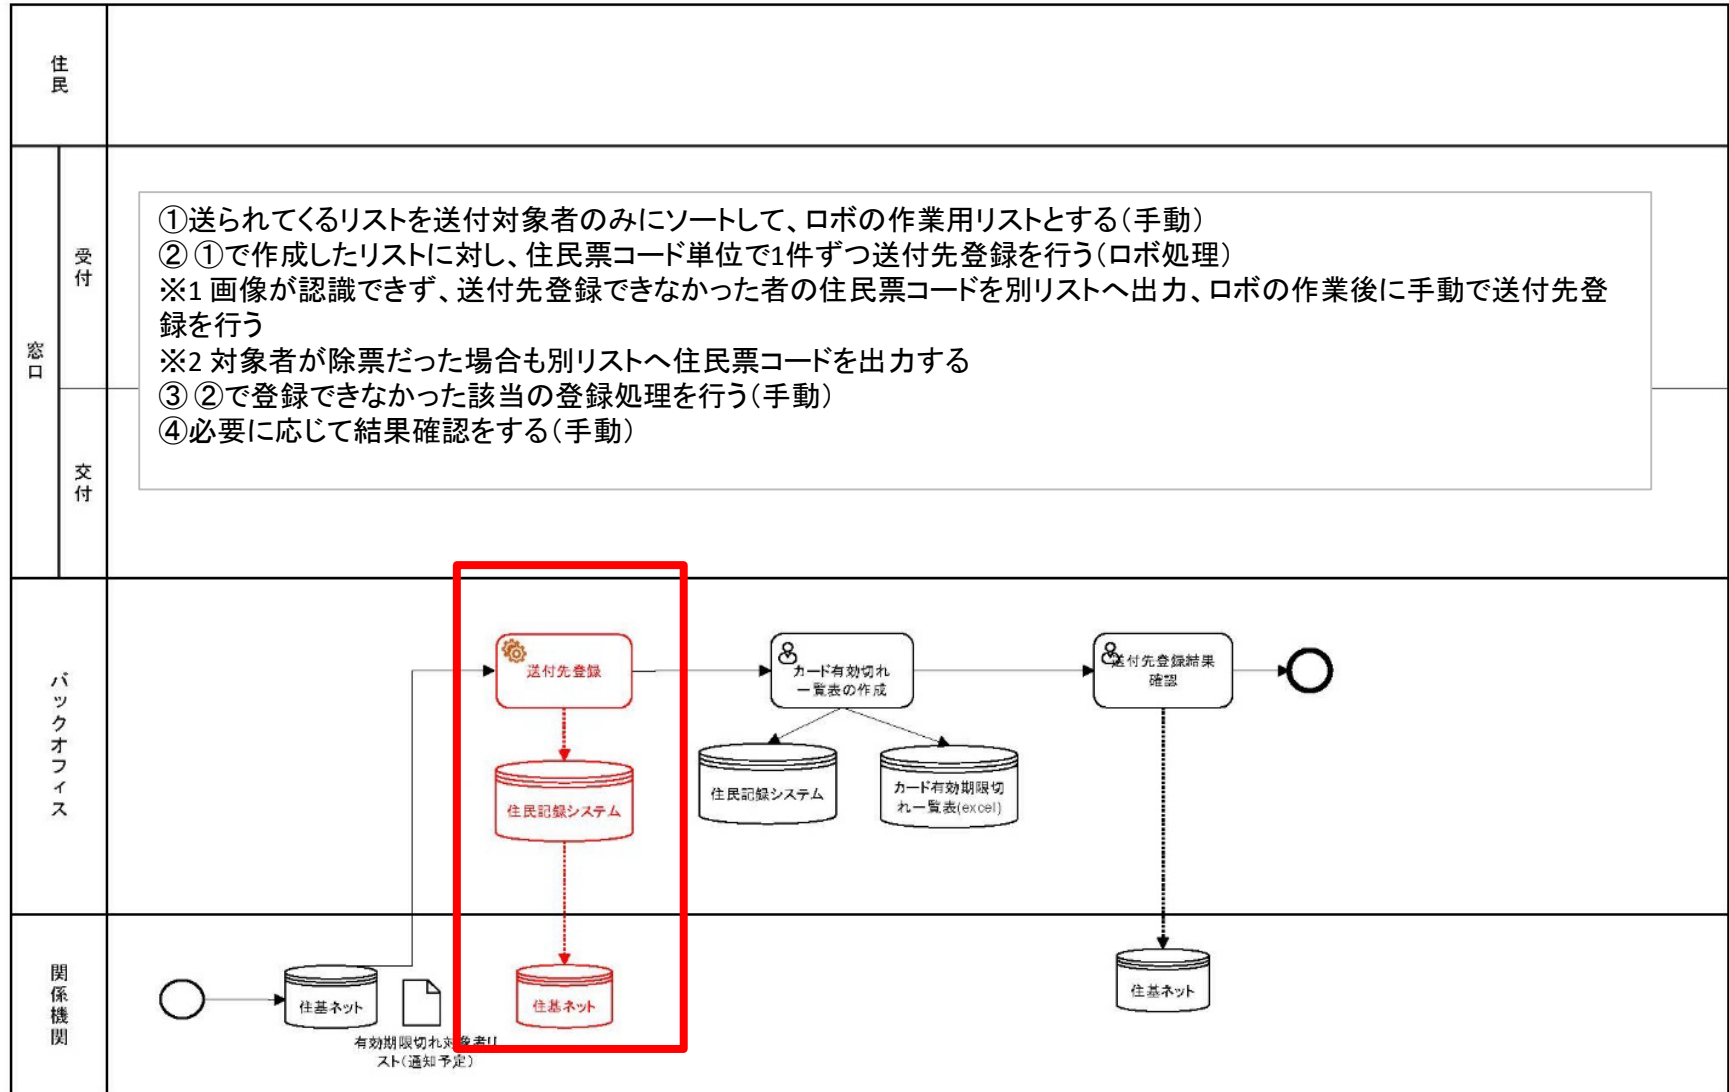 住民
①送られてくるリストを送付対象者のみにソートして、ロボの作業用リストとする(手動)
② ①で作成したリストに対し、住民票コード単位で1件ずつ送付先登録を行う(ロボ処理)
※1 画像が認識できず、送付先登録できなかった者の住民票コードを別リストへ出力、ロボの作業後に手動で送付先登
録を行う
※2 対象者が除票だった場合も別リストへ住民票コードを出力する
③ ②で登録できなかった該当の登録処理を行う(手動)
④必要に応じて結果確認をする(手動)
窓口
受付
交付
バックオフィス
送付先登録
カード有効切れ
一覧表の作成
送付先登録結果
確認
住民記録システム
住民記録システム
カード有効期限切
れ一覧表(excel)
関係機関
住基ネット
有効期限切れ対象者リ
スト(通知予定)
住基ネット
住基ネット